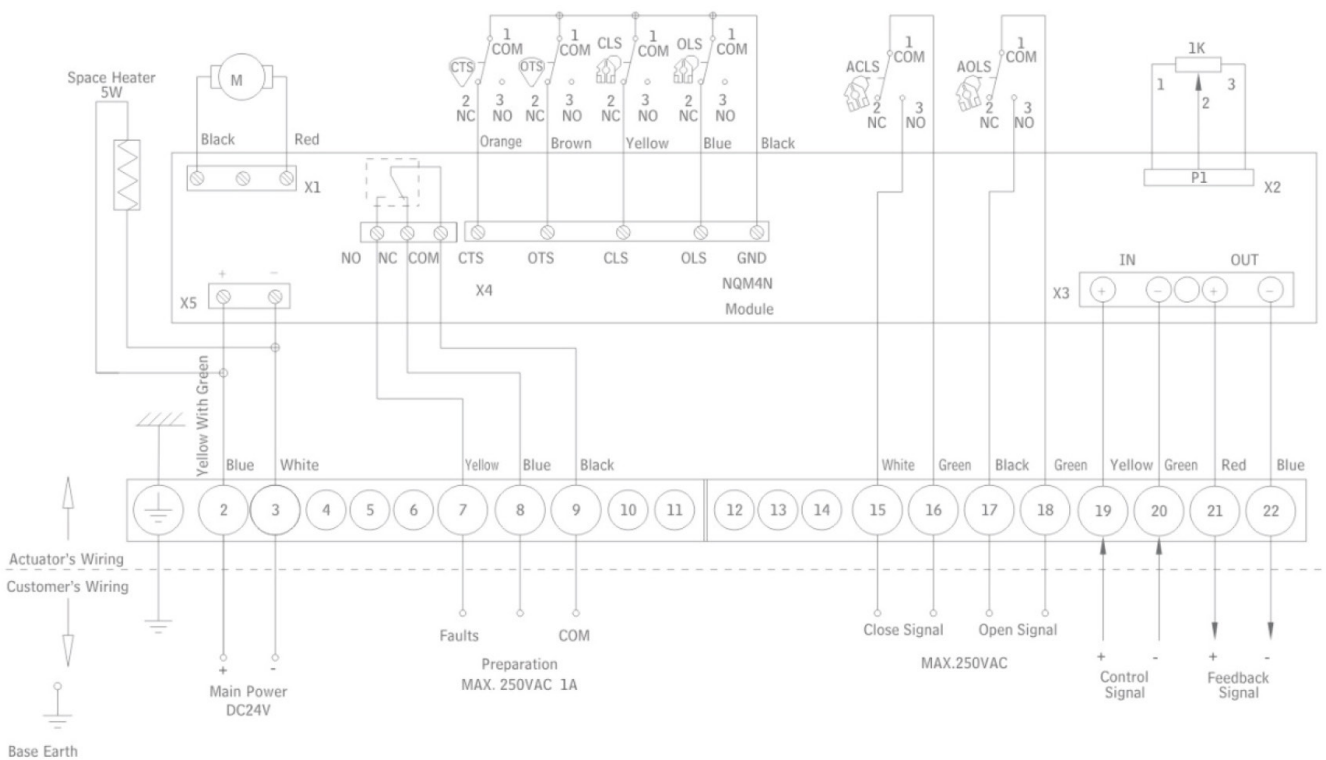 1
COM
1
COM
CLS
1
COM
OLS
1
COM
1
COM
1
COM
1K
Space Heater
5W
M
CTS
OTS
ACLS
AOLS
1
2
3
2
NC
3
NO
2
NC
3
NO
2
NC
3
NO
2
NC
3
NO
2
NC
3
NO
2
NC
3
NO
Black
Red
Orange
Brown
Yellow
Blue
Black
X1
P1
X2
NO
NC
COM
CTS
OTS
CLS
OLS
GND
X4
NQM4N
Module
IN
OUT
X5
+
-
X3
+
-
+
-
Yellow With Green
Blue
White
Yellow
Blue
Black
White
Green
Black
Green
Yellow
Green
Red
Blue
2
3
4
5
6
7
8
9
10
11
12
13
14
15
16
17
18
19
20
21
22
Actuator's Wiring
Customer's Wiring
Faults
COM
Preparation
MAX. 250VAC 1A
Close Signal
Open Signal
MAX.250VAC
+
-
Main Power
DC24V
+
-
Control
Signal
+
-
Feedback
Signal
Base Earth